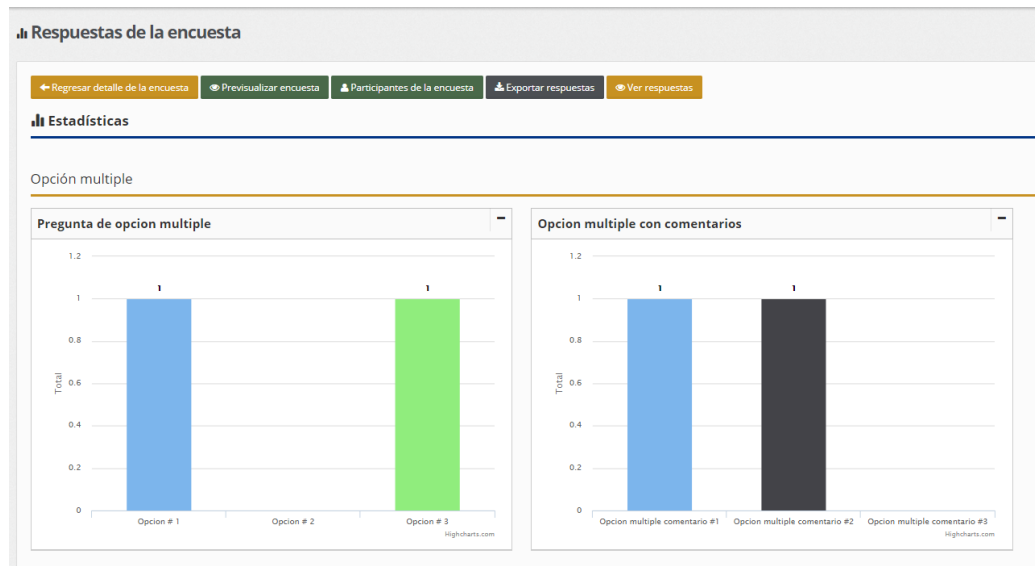 Respuestas de la encuesta
Regresar detalle de la encuesta Previsualizar encuesta Participantes de la encuesta Exportar respuestas Ver respuestas
Estadísticas
Opción multiple
Pregunta de opcion multiple
1.2
1
0.8
0.6
0.4
0.2
0
Total
1 1
Opcion # 1 Opcion # 2 Opcion # 3
Highcharts.com
Opcion multiple con comentarios
1.2
1
0.8
0.6
0.4
0.2
0
Total
1 1
Opcion multiple comentario #1 Opcion multiple comentario #2 Opcion multiple comentario #3
Highcharts.com